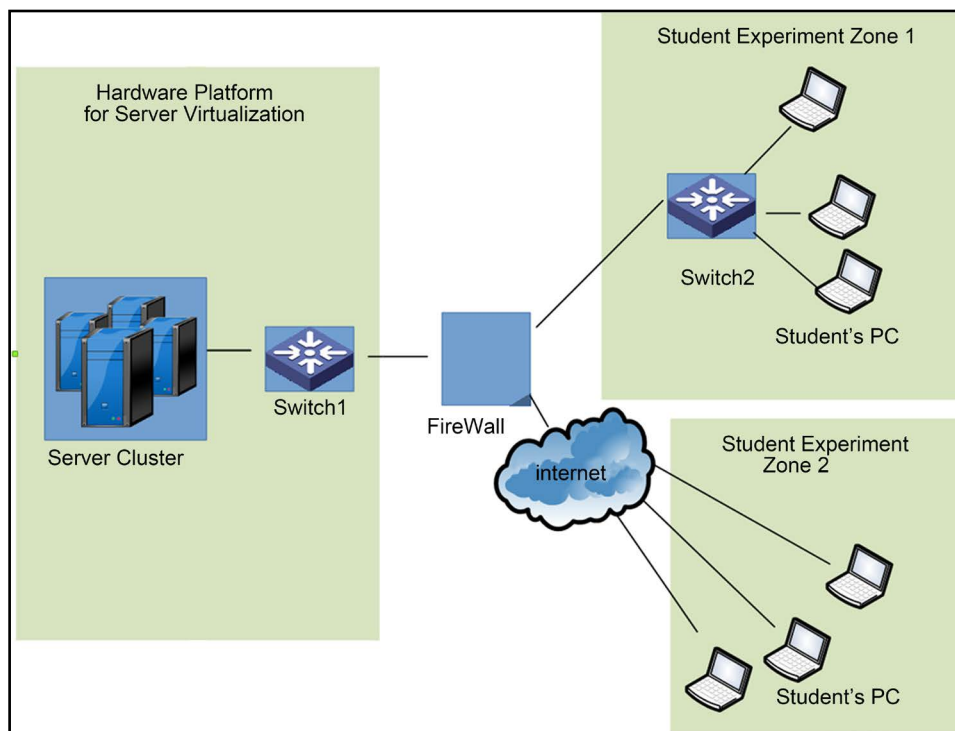 Hardware Platform
for Server Virtualization
Server Cluster
Switch1
FireWall
internet
Student Experiment Zone 1
Switch2
Student's PC
Student Experiment
Zone 2
Student's PC